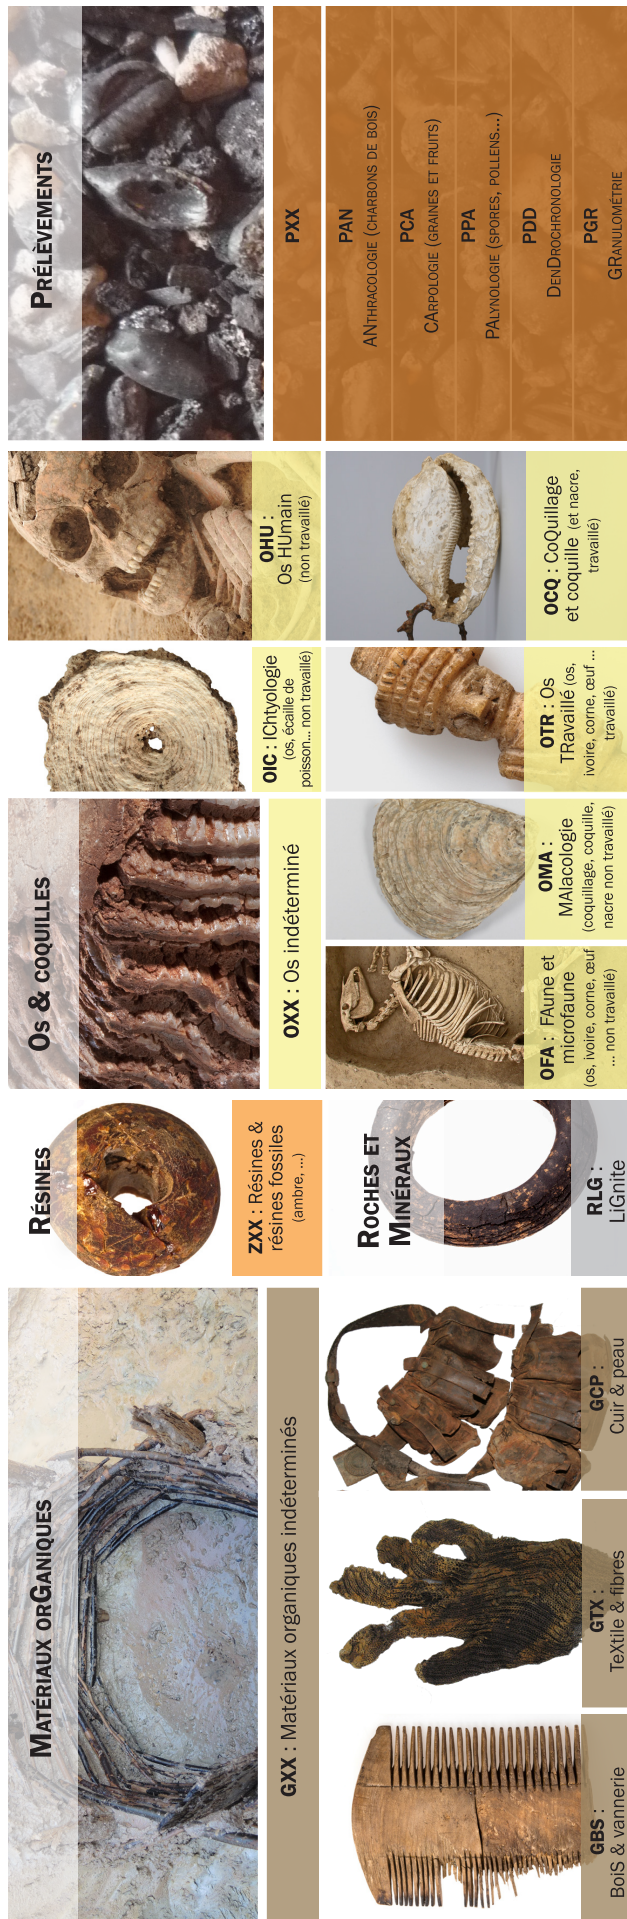 MATÉRIAUX ORGANIQUES
GXX : Matériaux organiques indéterminés
GBS :
BoiS & vannerie
GTX :
TeXtile & fibres
GCP :
Cuir & peau
RÉSINES
ZXX : Résines &
résines fossiles
(ambre, ...)
ROCHES ET
MINÉRAUX
RLG :
LiGnite
OS & COQUILLES
OXX : Os indéterminé
OFA : FAune et
microfaune
(os, ivoire, corne, œuf
... non travaillé)
OMA :
MAlacologie
(coquillage, coquille,
nacre non travaillé)
OIC : IChtyologie
(os, écaille de
poisson... non travaillé)
OTR : Os
TRavaillé (os,
ivoire, corne, œuf ...
travaillé)
OHU :
Os HUmain
(non travaillé)
OCQ : CoQuillage
et coquille (et nacre,
travaillé)
PRÉLÈVEMENTS
PXX
PAN
ANTHRACOLOGIE (CHARBONS DE BOIS)
PCA
CARPOLOGIE (GRAINES ET FRUITS)
PPA
PALYNOLOGIE (SPORES, POLLENS...)
PDD
DENDROCHRONOLOGIE
PGR
GRANULOMÉTRIE